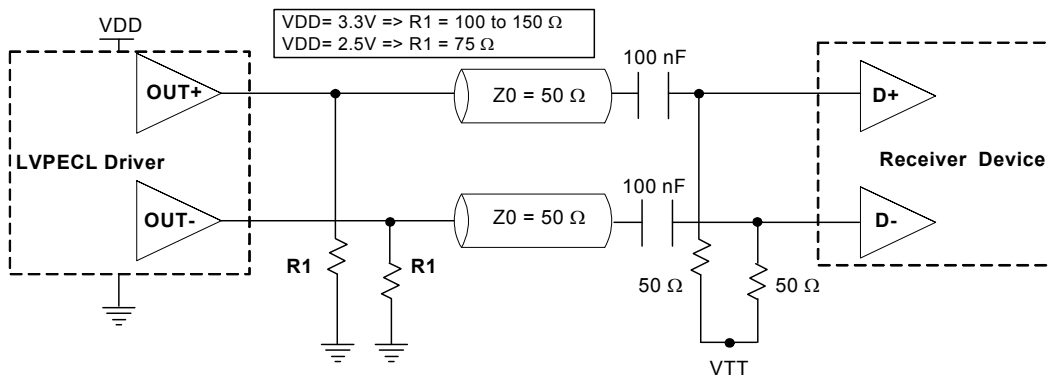 VDD= 3.3V => R1 = 100 to 150 Ω
VDD= 2.5V => R1 = 75 Ω
VDD
100 nF
OUT+
Z0 = 50 Ω
D+
LVPECL Driver
Receiver Device
100 nF
OUT-
Z0 = 50 Ω
D-
R1
R1
50 Ω
50 Ω
VTT